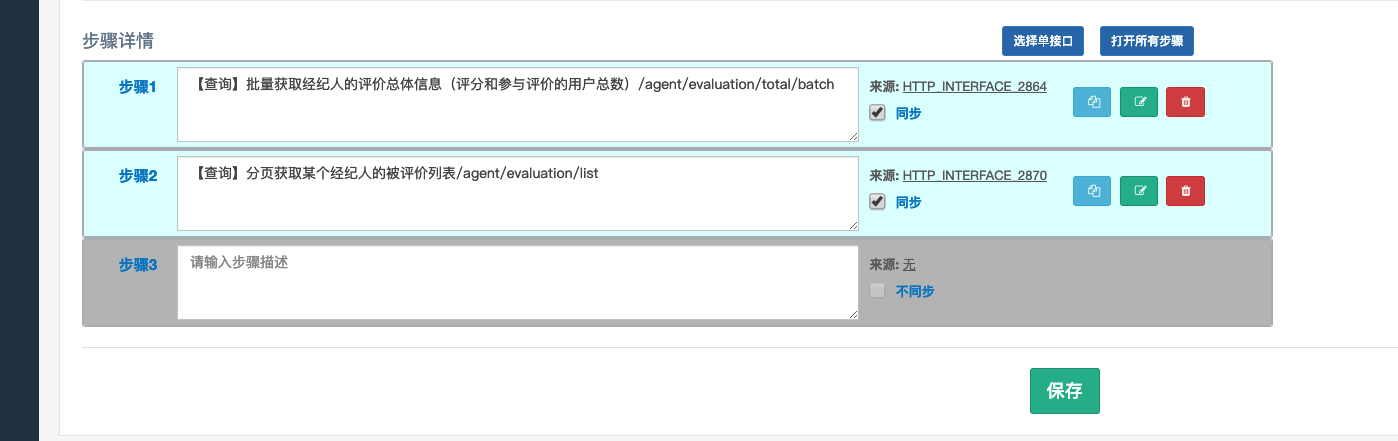 步骤详情
选择单接口
打开所有步骤
步骤1
【查询】批量获取经纪人的评价总体信息（评分和参与评价的用户总数）/agent/evaluation/total/batch
来源: HTTP_INTERFACE_2864
同步
步骤2
【查询】分页获取某个经纪人的被评价列表/agent/evaluation/list
来源: HTTP_INTERFACE_2870
同步
步骤3
请输入步骤描述
来源: 无
不同步
保存